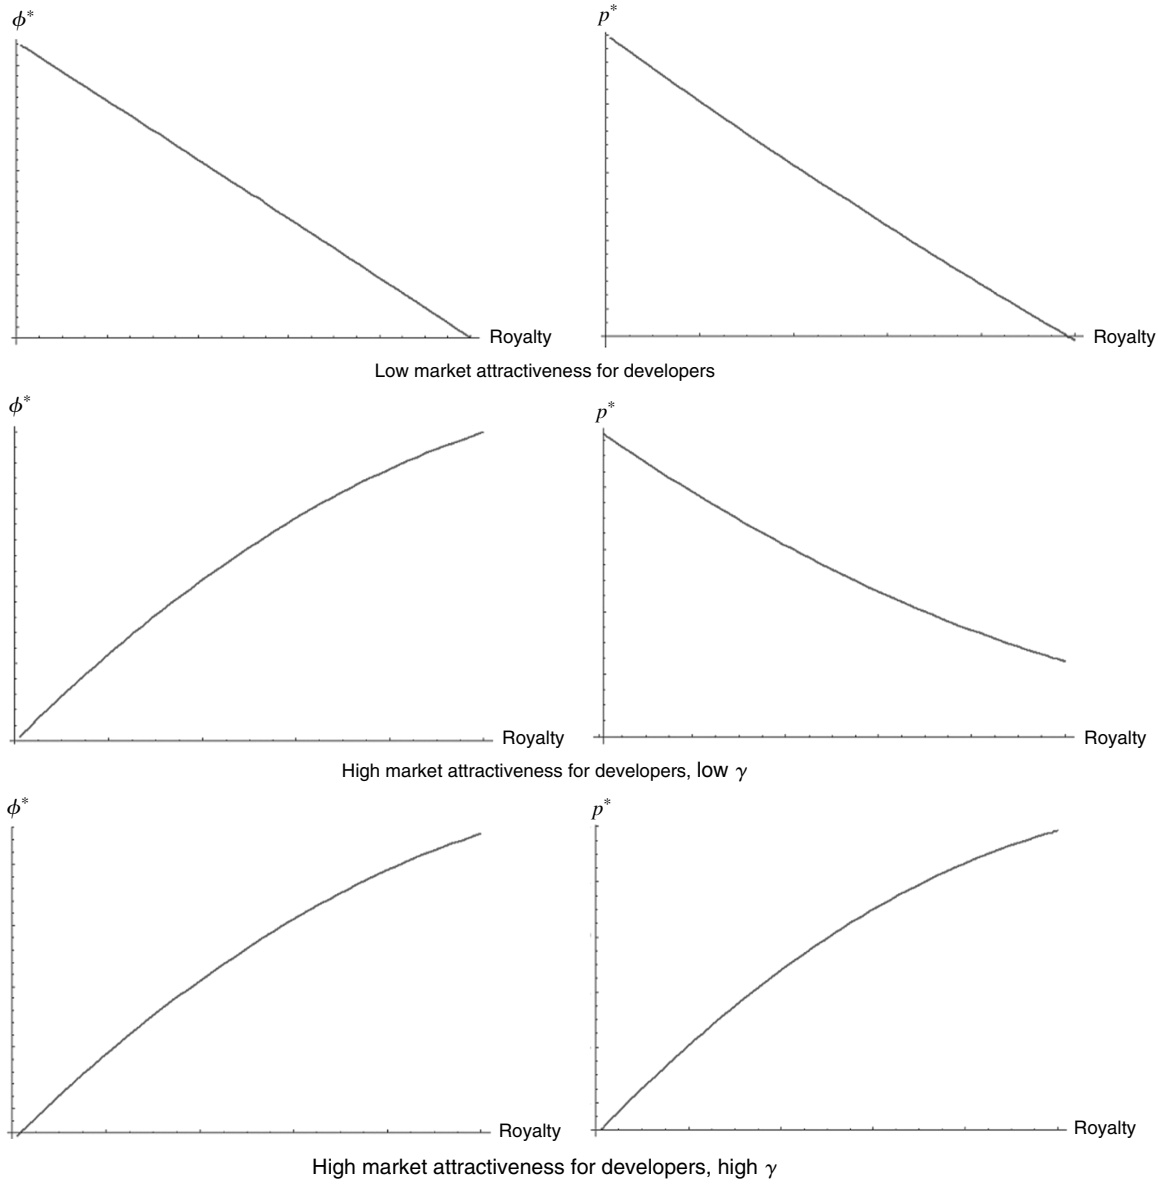 ϕ*
p*
Royalty
Royalty
Low market attractiveness for developers
ϕ*
p*
Royalty
Royalty
High market attractiveness for developers, low γ
ϕ*
p*
Royalty
Royalty
High market attractiveness for developers, high γ